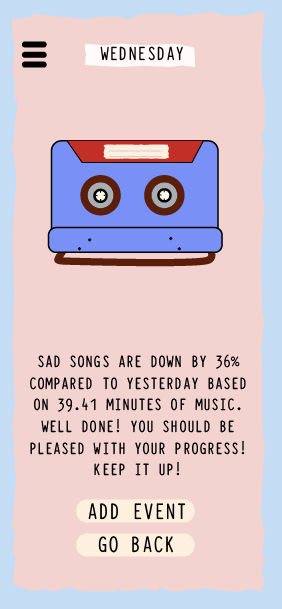 WEDNESDAY
SAD SONGS ARE DOWN BY 36%
COMPARED TO YESTERDAY BASED
ON 39.41 MINUTES OF MUSIC.
WELL DONE! YOU SHOULD BE
PLEASED WITH YOUR PROGRESS!
KEEP IT UP!
ADD EVENT
GO BACK